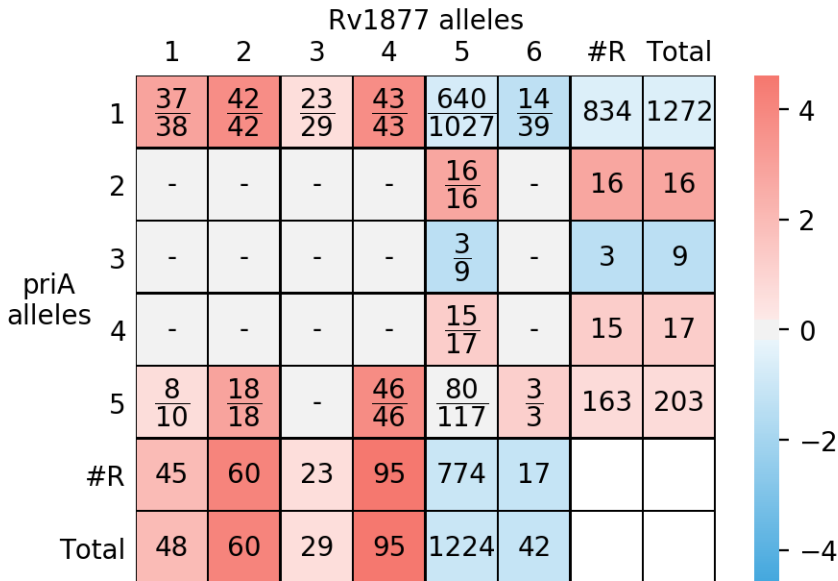 Rv1877 alleles
1 2 3 4 5 6 #R Total
1 37/38 42/42 23/29 43/43 640/1027 14/39 834 1272
2 - - - - 16/16 - 16 16
3 - - - - 3/9 - 3 9
priA alleles
4 - - - - 15/17 - 15 17
5 8/10 18/18 - 46/46 80/117 3/3 163 203
#R 45 60 23 95 774 17
Total 48 60 29 95 1224 42
4
2
0
−2
−4